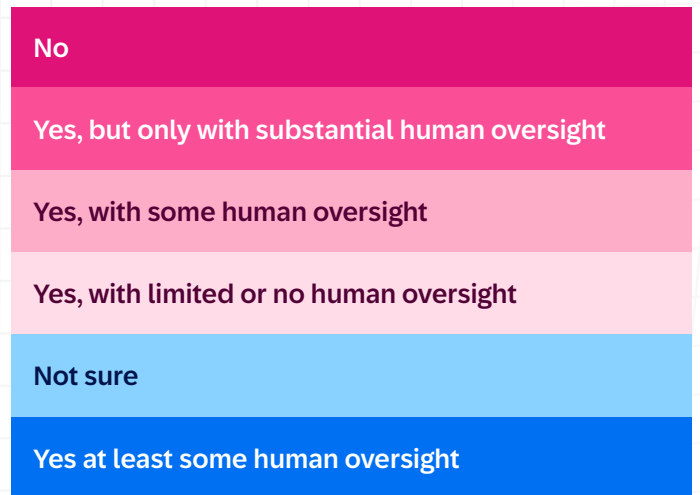 No
Yes, but only with substantial human oversight
Yes, with some human oversight
Yes, with limited or no human oversight
Not sure
Yes at least some human oversight